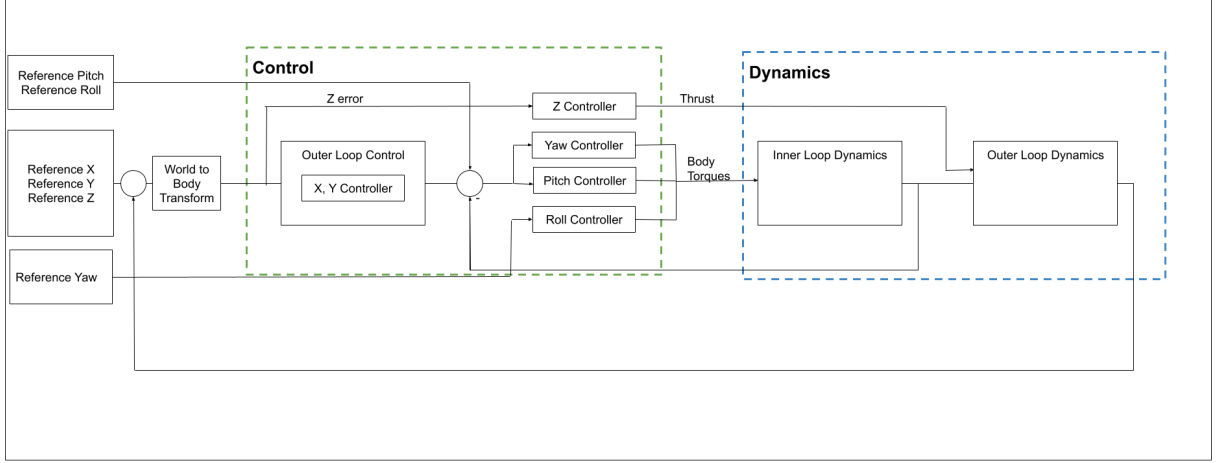 Control
Dynamics
Reference Pitch
Reference Roll
Z error
Z Controller
Thrust
Reference X
Reference Y
Reference Z
World to
Body
Transform
Outer Loop Control
X, Y Controller
-
Yaw Controller
Pitch Controller
Roll Controller
Body
Torques
Inner Loop Dynamics
Outer Loop Dynamics
Reference Yaw